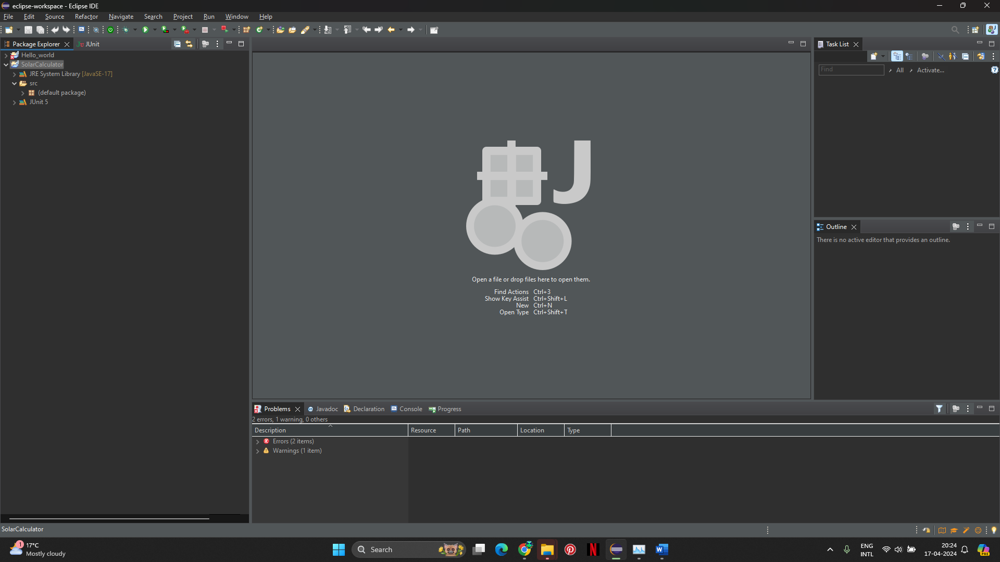 eclipse-workspace - Eclipse IDE
File Edit Source Refactor Navigate Search Project Run Window Help
Package Explorer
JUnit
Hello_world
SolarCalculator
JRE System Library [JavaSE-17]
src
(default package)
JUnit 5
J
Open a file or drop files here to open them.
Find Actions Ctrl+3
Show Key Assist Ctrl+Shift+L
New Ctrl+N
Open Type Ctrl+Shift+T
Task List
Find
All
Activate...
Outline
There is no active editor that provides an outline.
Problems
Javadoc
Declaration
Console
Progress
2 errors, 1 warning, 0 others
Description Resource Path Location Type
Errors (2 items)
Warnings (1 item)
SolarCalculator
1
17°C
Mostly cloudy
Search
ENG
INTL
20:24
17-04-2024
PRE